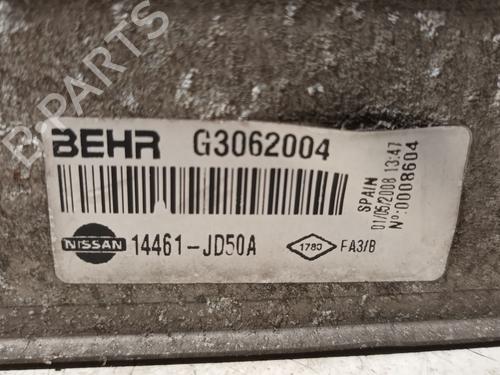 BEHR G3062004
SPAIN
01/05/2008 13:47
Nº:0008604
NISSAN 14461-JD50A 1780 FA3/B
B-PARTS